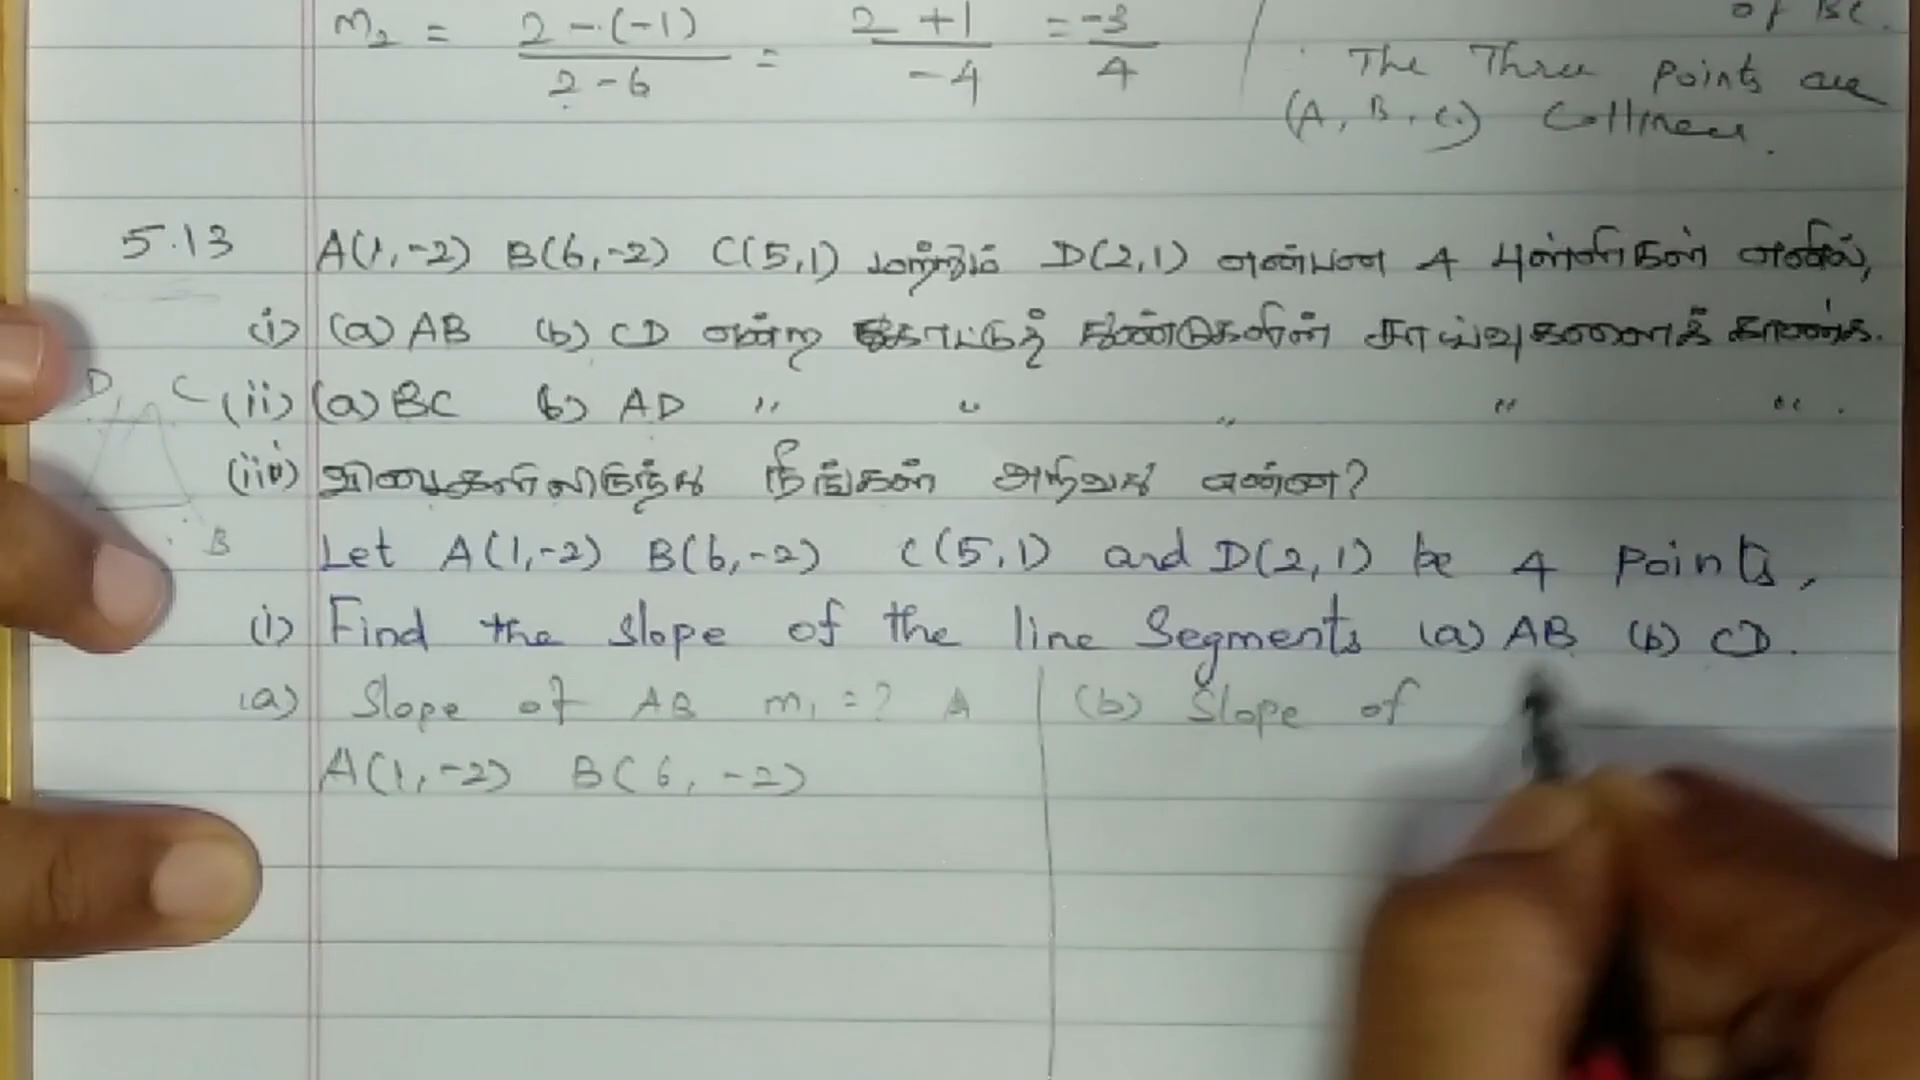 m2 = 2-(-1) / 2-6 = 2+1 / -4 = -3/4
of BC.
The Three points are
(A, B, C.) Collinear.
5.13 A(1,-2) B(6,-2) C(5,1) மற்றும் D(2,1) என்பன 4 புள்ளிகள் எனில்,
(i) (a) AB (b) CD என்ற கோட்டுத் துண்டுகளின் சாய்வுகளைக் காண்க.
D C (ii) (a) BC (b) AD " " " " " .
(iii) இவைகளிலிருந்து நீங்கள் அறிவது என்ன?
B
Let A(1,-2) B(6,-2) C(5,1) and D(2,1) be 4 points,
(i) Find the slope of the line Segments (a) AB (b) CD.
(a) Slope of AB m1 = ? A
(b) Slope of
A(1,-2) B(6,-2)